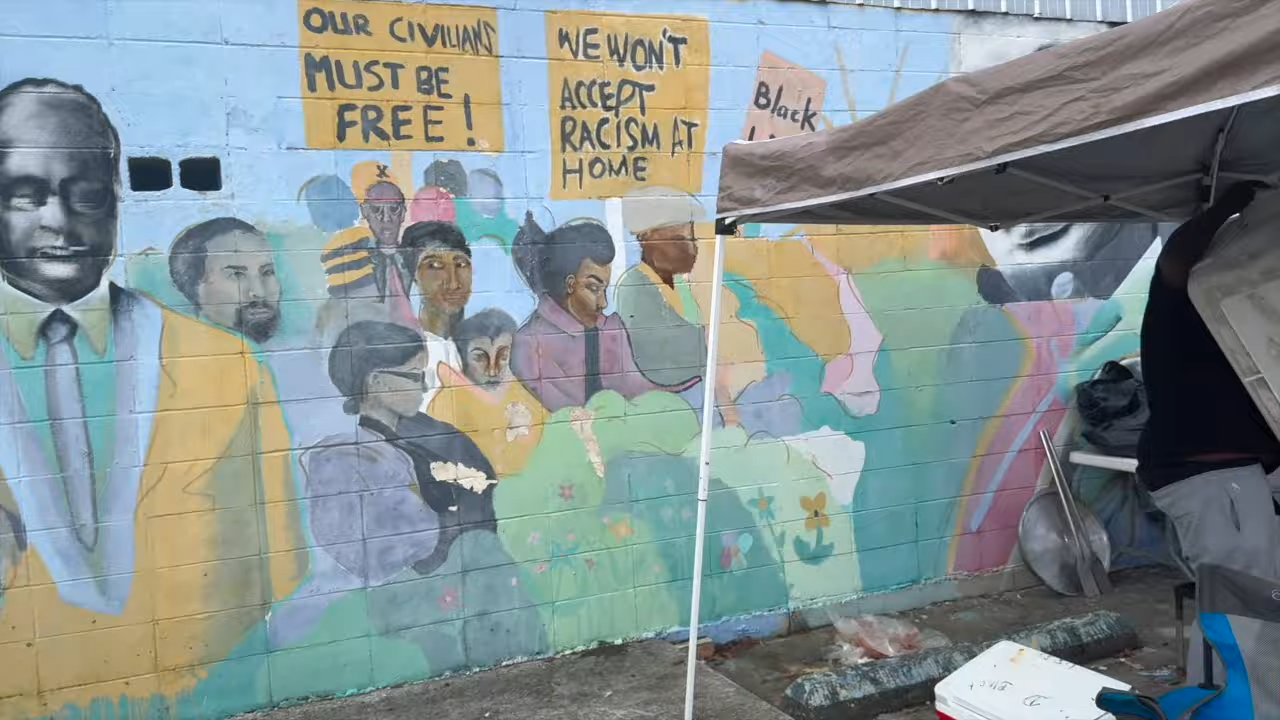 OUR CIVILIANS
MUST BE
FREE!
WE WON'T
ACCEPT
RACISM AT
HOME
Black
X